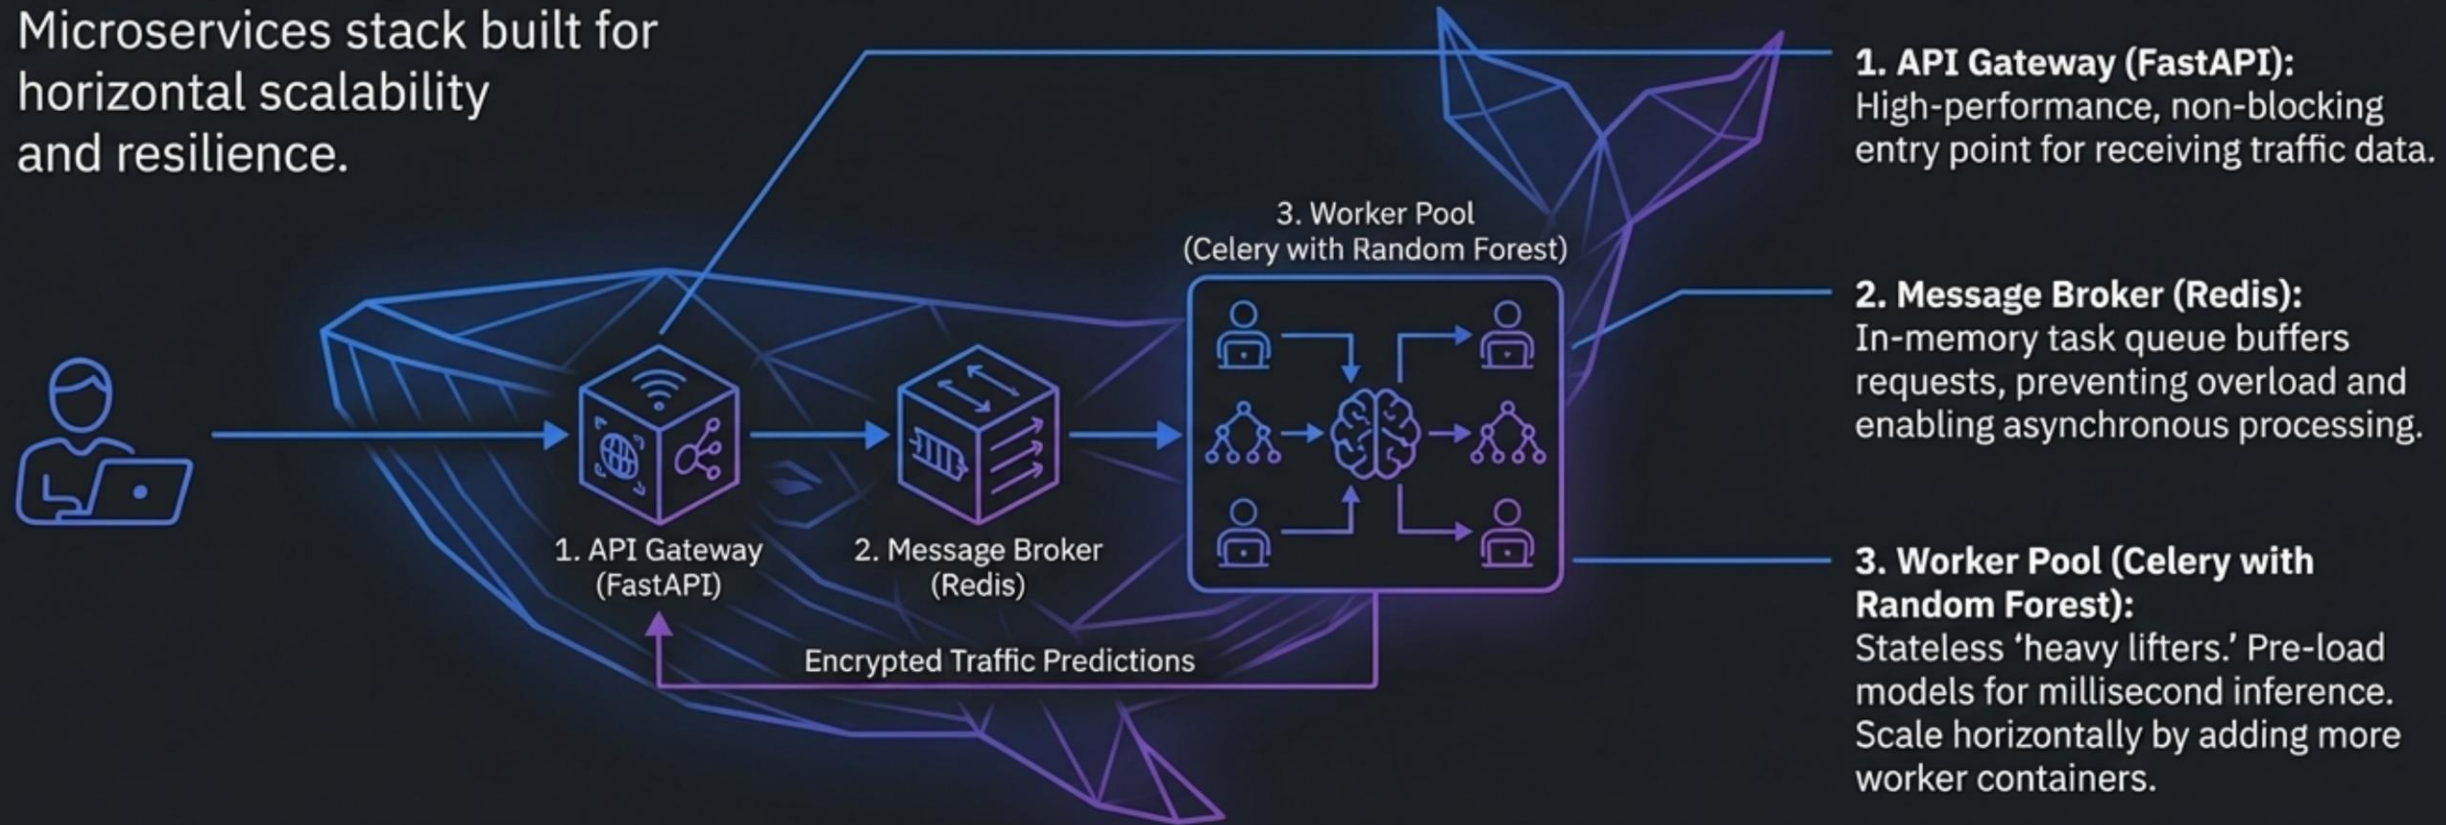 Microservices stack built for
horizontal scalability
and resilience.
1. API Gateway
(FastAPI)
2. Message Broker
(Redis)
3. Worker Pool
(Celery with Random Forest)
Encrypted Traffic Predictions
1. API Gateway (FastAPI):
High-performance, non-blocking
entry point for receiving traffic data.
2. Message Broker (Redis):
In-memory task queue buffers
requests, preventing overload and
enabling asynchronous processing.
3. Worker Pool (Celery with
Random Forest):
Stateless ‘heavy lifters.’ Pre-load
models for millisecond inference.
Scale horizontally by adding more
worker containers.